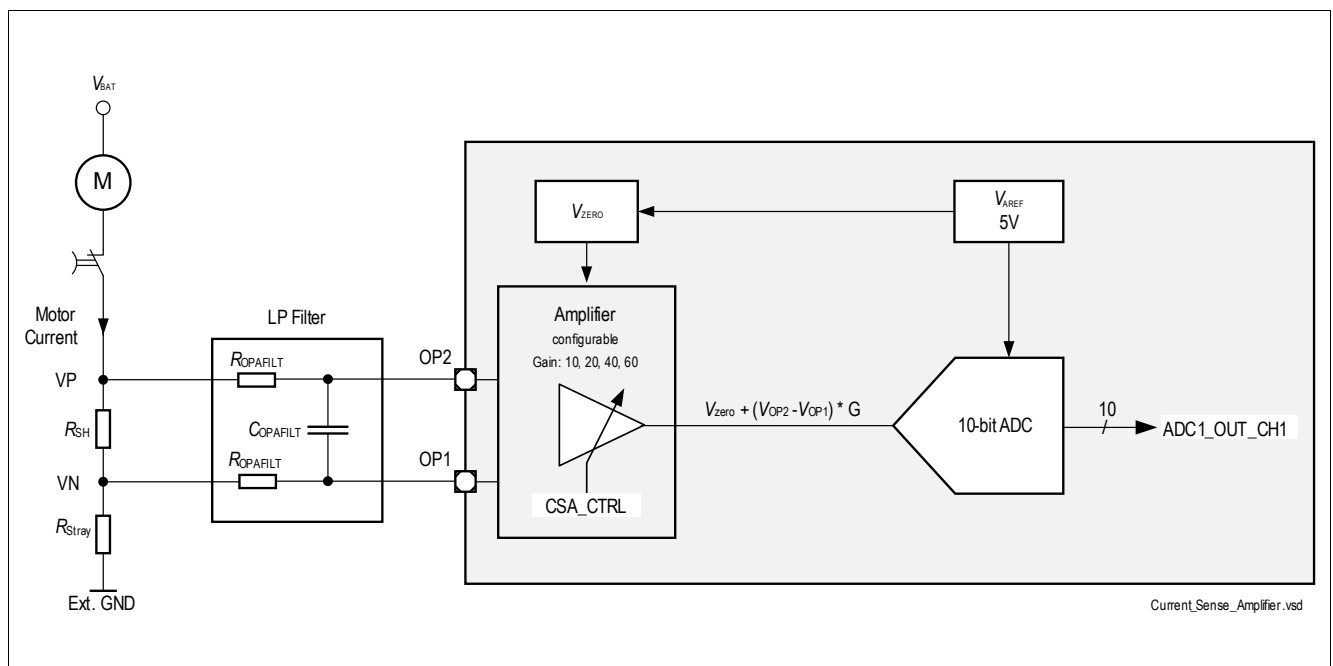 VBAT
M
Motor
Current
VP
RSH
VN
RStray
Ext. GND
LP Filter
ROPAFILT
COPAFILT
ROPAFILT
OP2
OP1
VZERO
VAREF
5V
Amplifier
configurable
Gain: 10, 20, 40, 60
CSA_CTRL
Vzero + (VOP2 -VOP1) * G
10-bit ADC
10
ADC1_OUT_CH1
Current_Sense_Amplifier.vsd